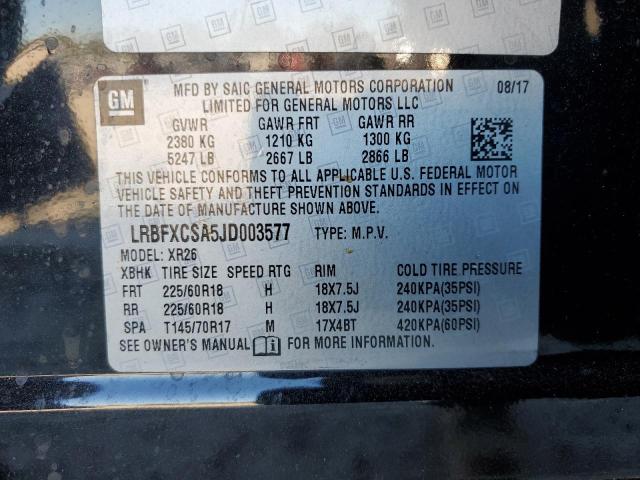 GM
MFD BY SAIC GENERAL MOTORS CORPORATION 08/17
LIMITED FOR GENERAL MOTORS LLC
GVWR GAWR FRT GAWR RR
2380 KG 1210 KG 1300 KG
5247 LB 2667 LB 2866 LB
THIS VEHICLE CONFORMS TO ALL APPLICABLE U.S. FEDERAL MOTOR
VEHICLE SAFETY AND THEFT PREVENTION STANDARDS IN EFFECT ON
THE DATE OF MANUFACTURE SHOWN ABOVE.
LRBFXCSA5JD003577 TYPE: M.P.V.
MODEL: XR26
XBHK TIRE SIZE SPEED RTG RIM COLD TIRE PRESSURE
FRT 225/60R18 H 18X7.5J 240KPA(35PSI)
RR 225/60R18 H 18X7.5J 240KPA(35PSI)
SPA T145/70R17 M 17X4BT 420KPA(60PSI)
SEE OWNER'S MANUAL FOR MORE INFORMATION.